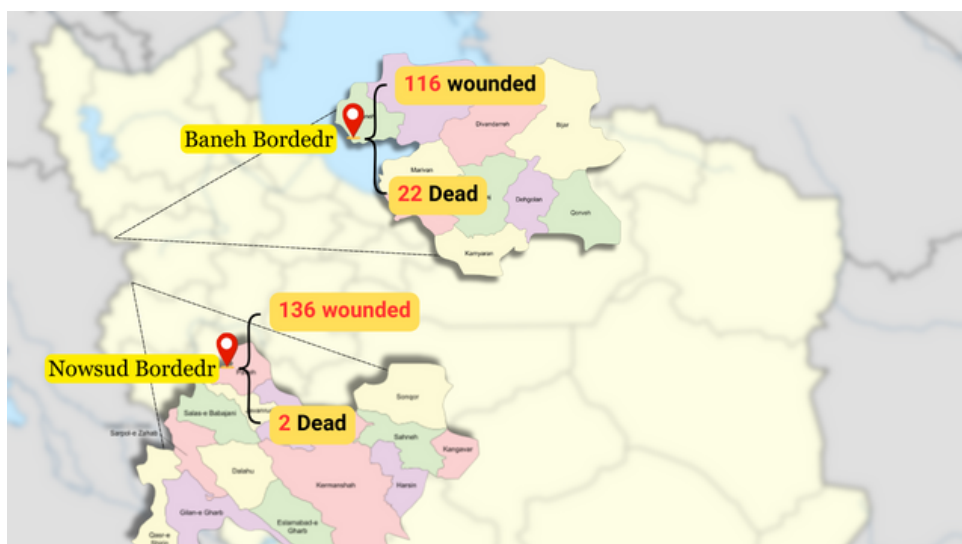 116 wounded
Baneh Bordedr
22 Dead
Divandarreh
Bijar
Marivan
Dehgolan
Qorveh
Kamyaran
136 wounded
Nowsud Bordedr
2 Dead
Sonqor
Salas-e Babajani
Sarpol-e Zahab
Sahneh
Kangavar
Dalahu
Kermanshah
Harsin
Gilan-e Gharb
Eslamabad-e
Gharb
Qasr-e